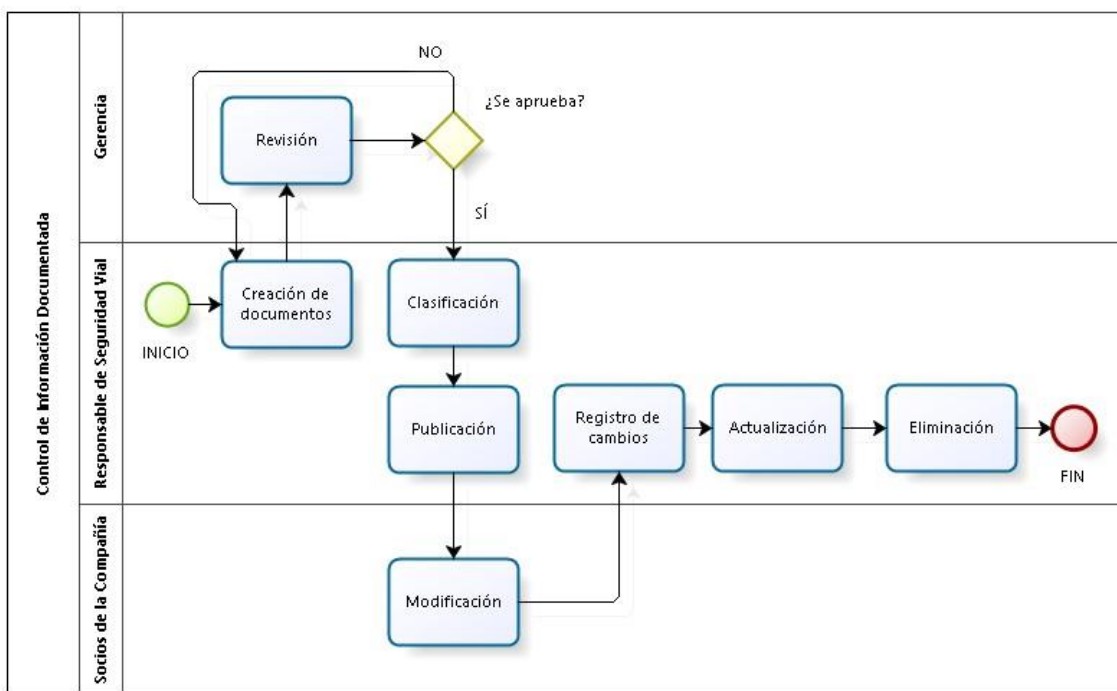 Control de Información Documentada
Gerencia
NO
¿Se aprueba?
Revisión
SÍ
Responsable de Seguridad Vial
INICIO
Creación de
documentos
Clasificación
Publicación
Registro de
cambios
Actualización
Eliminación
FIN
Socios de la Compañía
Modificación